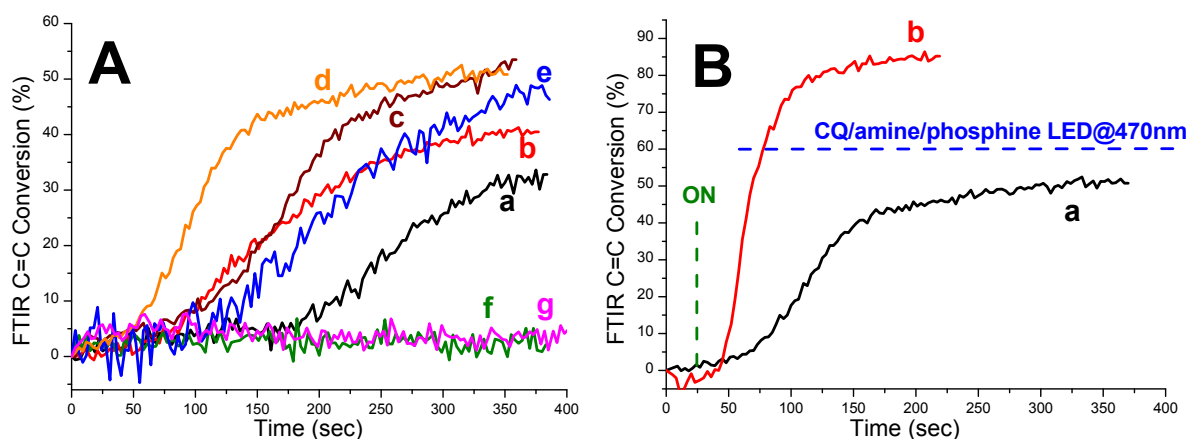 A
FTIR C=C Conversion (%)
60
50
40
30
20
10
0
d
e
c
b
a
f
g
0 50 100 150 200 250 300 350 400
Time (sec)
B
FTIR C=C Conversion (%)
90
80
70
60
50
40
30
20
10
0
b
CQ/amine/phosphine LED@470nm
ON
a
0 50 100 150 200 250 300 350 400
Time (sec)